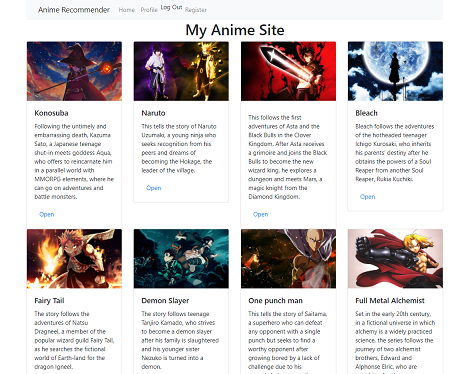 Anime Recommender Home Profile Log Out Register
My Anime Site
Konosuba
Following the untimely and
embarrassing death, Kazuma
Sato, a Japanese teenage
shut-in meets goddess Aqua,
who offers to reincarnate him
in a parallel world with
MMORPG elements, where he
can go on adventures and
battle monsters.
Open
Naruto
This tells the story of Naruto
Uzumaki, a young ninja who
seeks recognition from his
peers and dreams of
becoming the Hokage, the
leader of the village.
Open
This follows the first
adventures of Asta and the
Black Bulls in the Clover
Kingdom. After Asta receives
a grimoire and joins the Black
Bulls to become the new
wizard king, he explores a
dungeon and meets Mars, a
magic knight from the
Diamond Kingdom.
Open
Bleach
Bleach follows the adventures
of the hotheaded teenager
Ichigo Kurosaki, who inherits
his parents' destiny after he
obtains the powers of a Soul
Reaper from another Soul
Reaper, Rukia Kuchiki.
Open
Fairy Tail
The story follows the
adventures of Natsu
Dragneel, a member of the
popular wizard guild Fairy Tail,
as he searches the fictional
world of Earth-land for the
dragon Igneel.
Demon Slayer
The story follows teenage
Tanjiro Kamado, who strives
to become a demon slayer
after his family is slaughtered
and his younger sister
Nezuko is turned into a
demon.
One punch man
This tells the story of Saitama,
a superhero who can defeat
any opponent with a single
punch but seeks to find a
worthy opponent after
growing bored by a lack of
challenge due to his
Full Metal Alchemist
Set in the early 20th century,
in a fictional universe in which
alchemy is a widely practiced
science, the series follows the
journey of two alchemist
brothers, Edward and
Alphonse Elric, who are